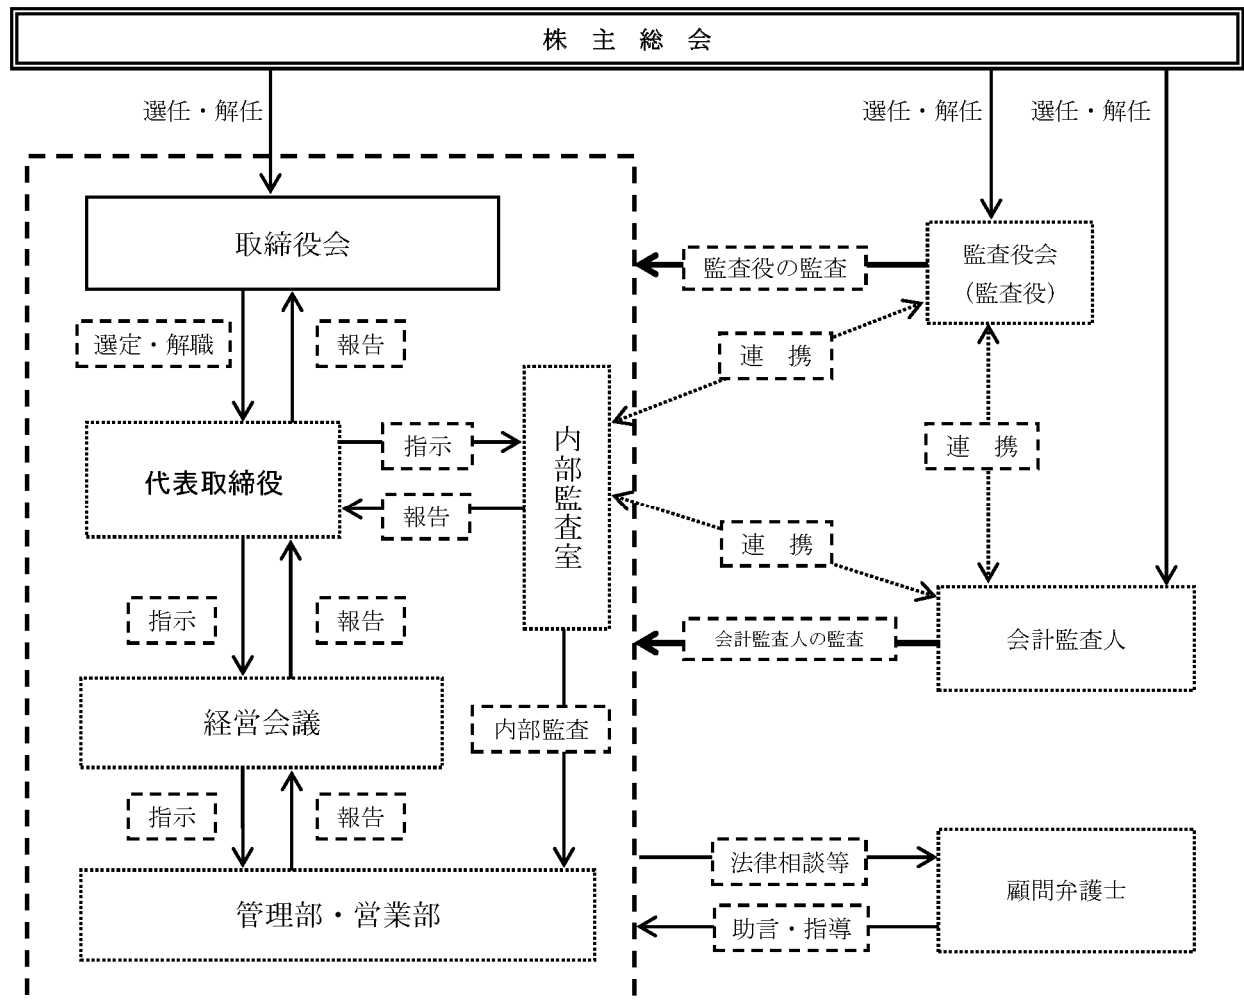 株 主 総 会
選任・解任
選任・解任
選任・解任
取締役会
監査役会
（監査役）
監査役の監査
選定・解職
報告
連 携
内部監査室
指示
連 携
代表取締役
報告
連 携
指示
報告
会計監査人の監査
会計監査人
経営会議
内部監査
指示
報告
法律相談等
顧問弁護士
管理部・営業部
助言・指導